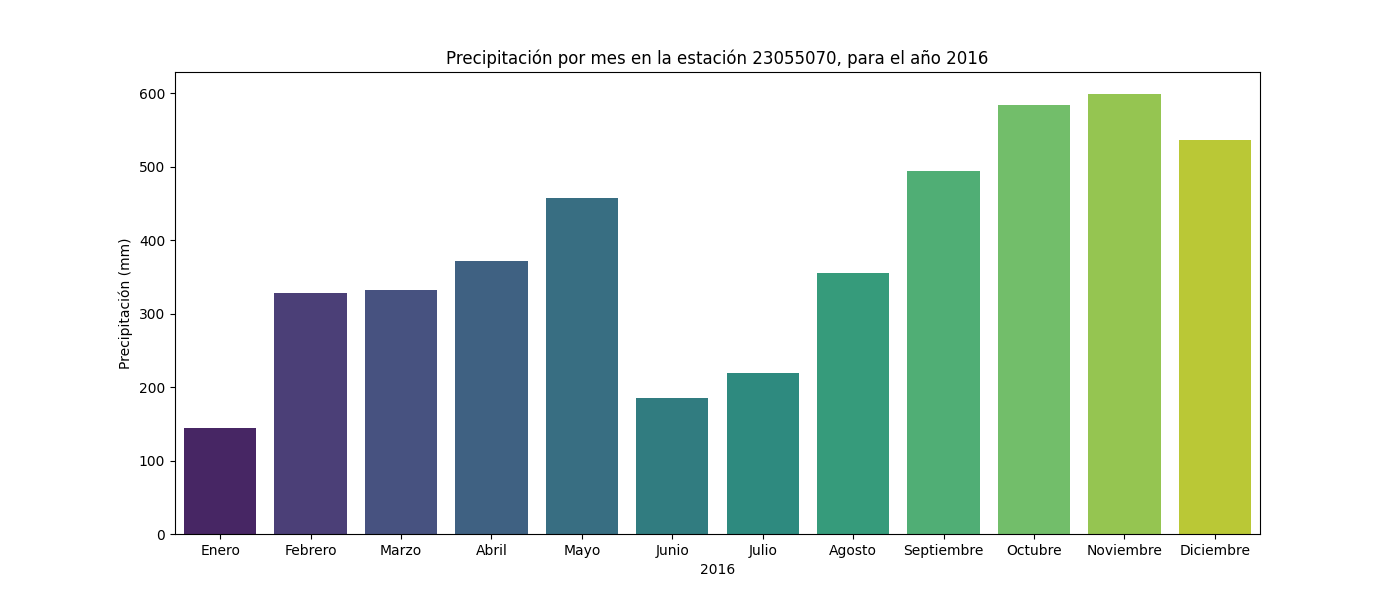 Precipitación por mes en la estación 23055070, para el año 2016
Precipitación (mm)
600
500
400
300
200
100
0
Enero Febrero Marzo Abril Mayo Junio Julio Agosto Septiembre Octubre Noviembre Diciembre
2016